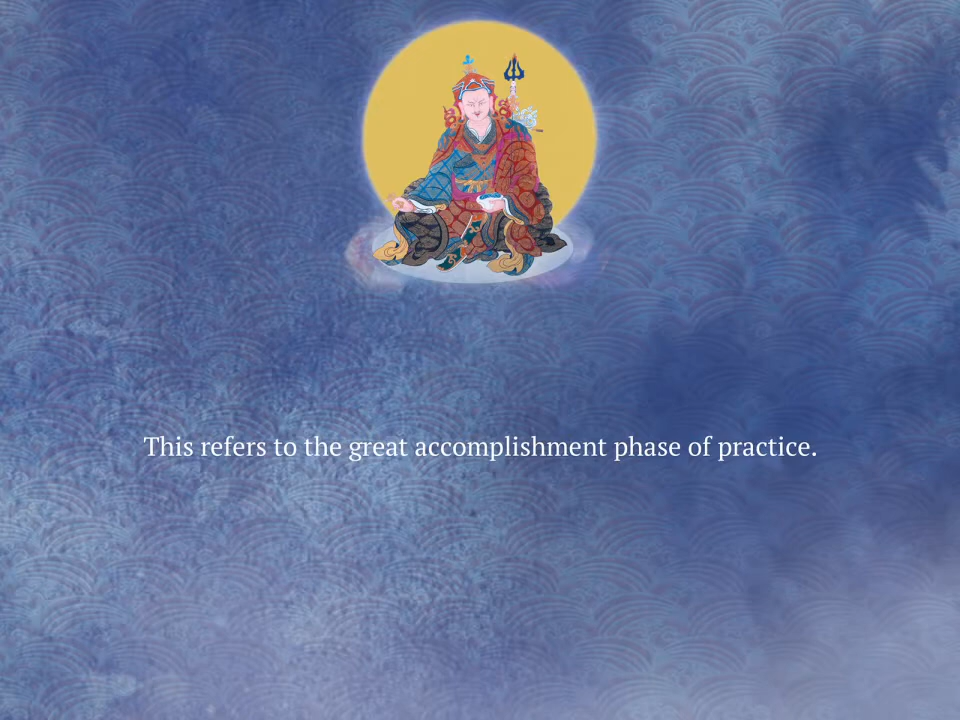 This refers to the great accomplishment phase of practice.